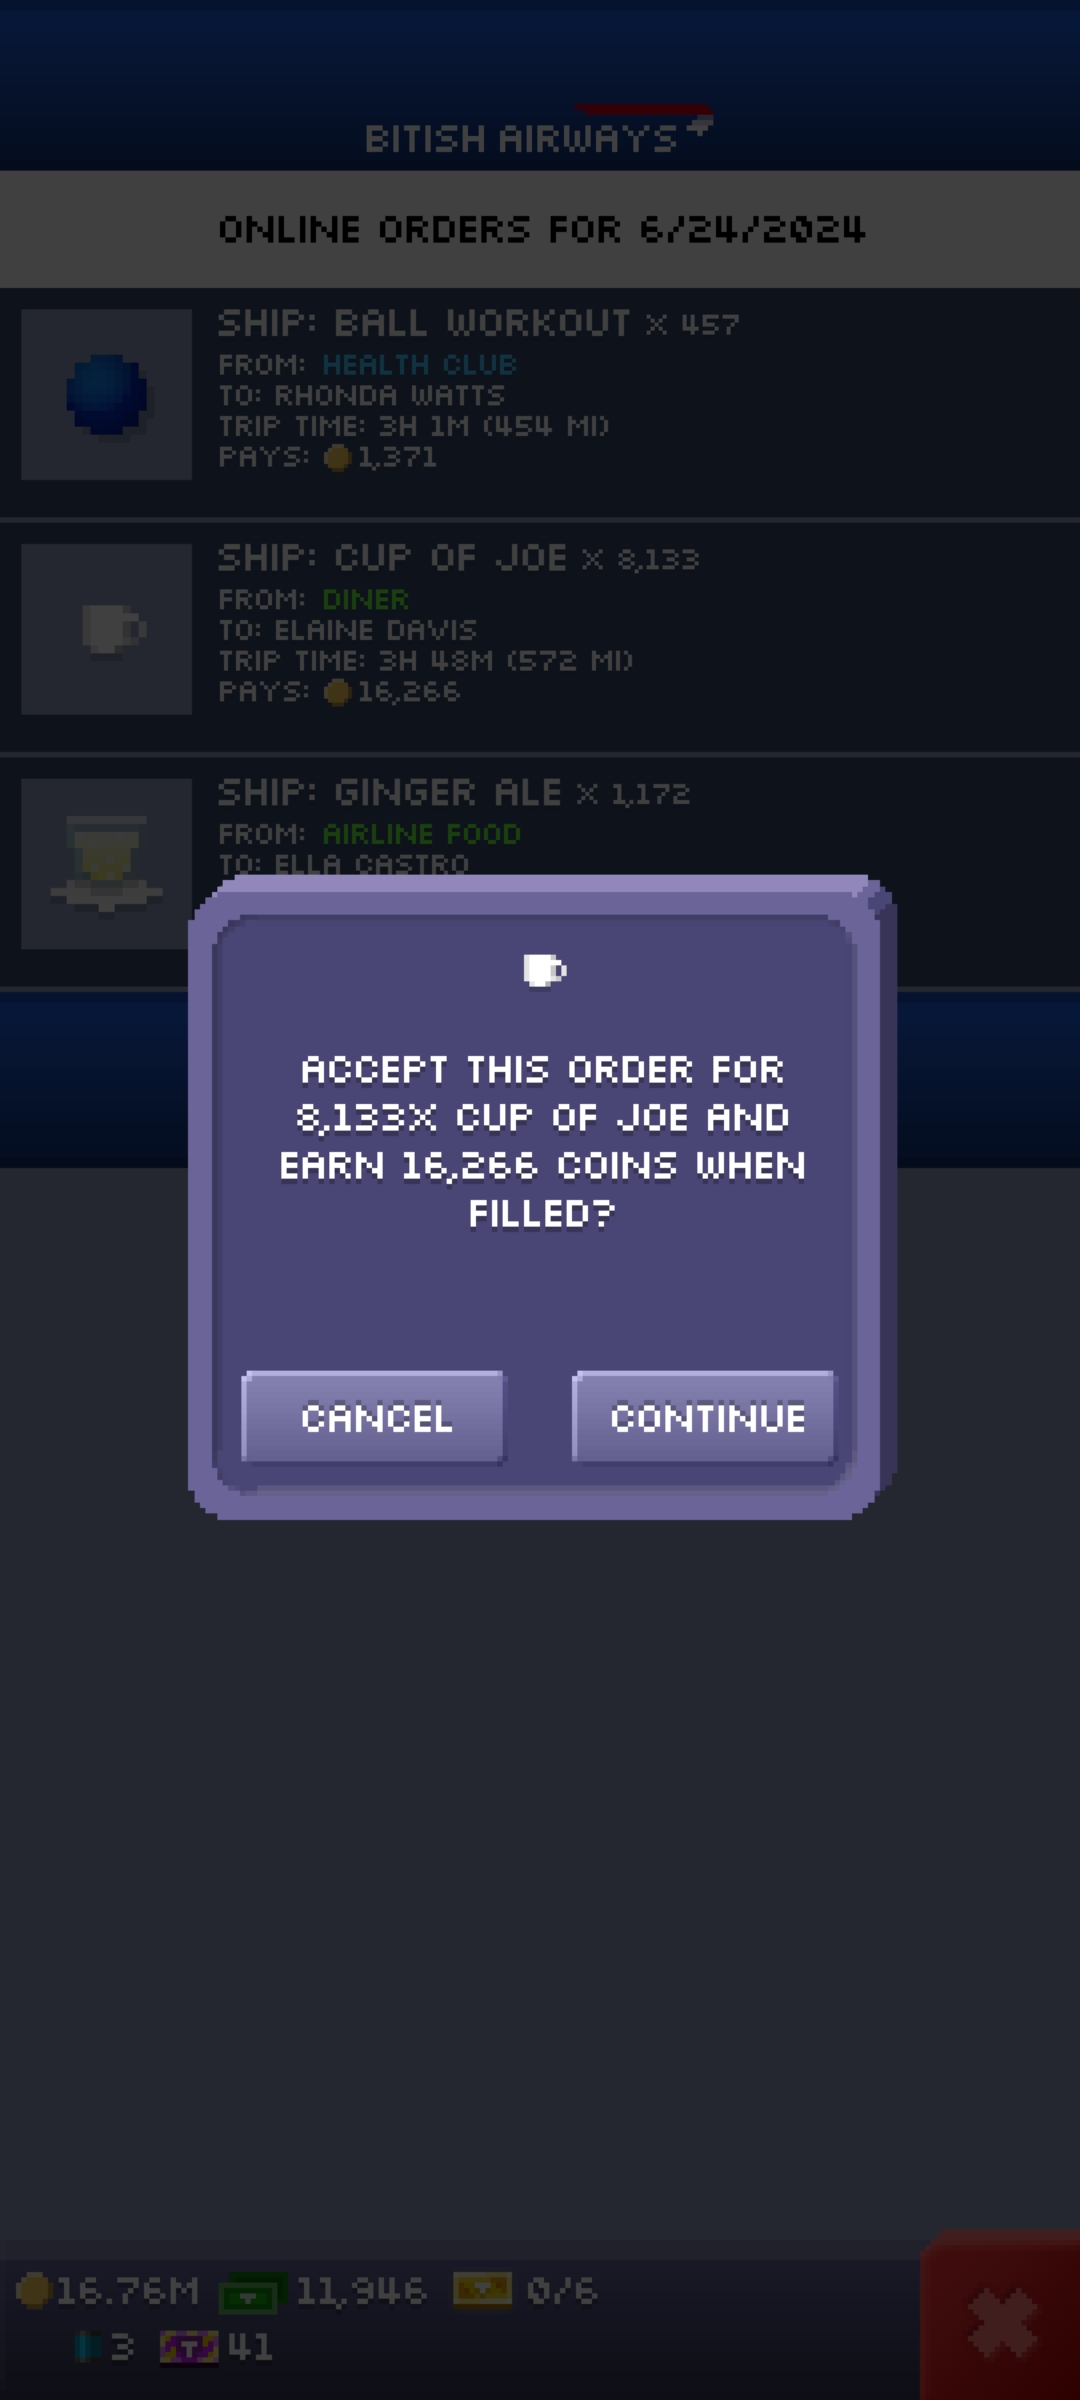 BITISH AIRWAYS
ONLINE ORDERS FOR 6/24/2024
SHIP: BALL WORKOUT X 457
FROM: HEALTH CLUB
TO: RHONDA WATTS
TRIP TIME: 3H 1M (454 MI)
PAYS: 1,371
SHIP: CUP OF JOE X 8,133
FROM: DINER
TO: ELAINE DAVIS
TRIP TIME: 3H 48M (572 MI)
PAYS: 16,266
SHIP: GINGER ALE X 1,172
FROM: AIRLINE FOOD
TO: ELLA CASTRO
ACCEPT THIS ORDER FOR
8,133X CUP OF JOE AND
EARN 16,266 COINS WHEN
FILLED?
CANCEL CONTINUE
16.76M 11,946 0/6
3 T 41